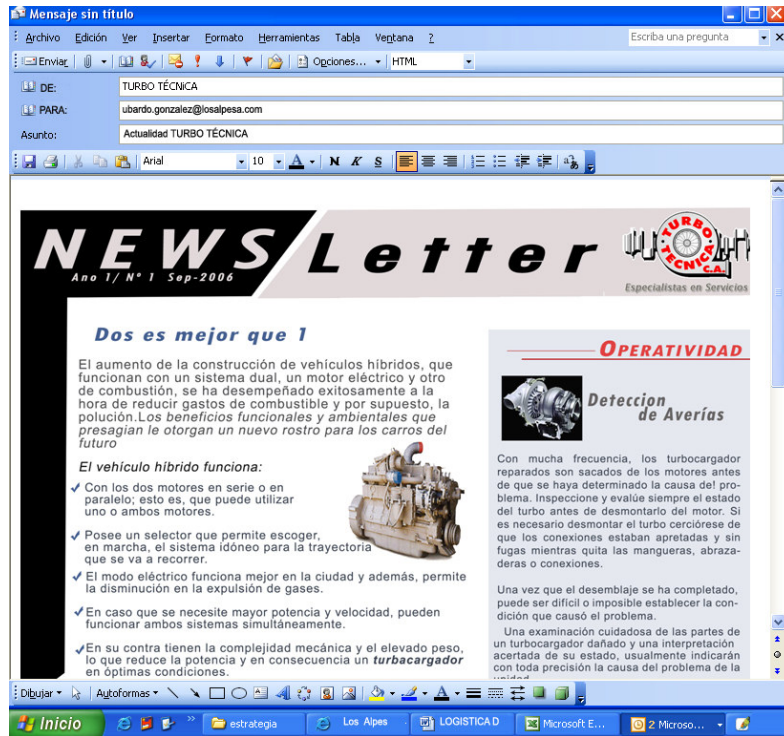 Mensaje sin título
Archivo Edición Ver Insertar Formato Herramientas Tabla Ventana ?
Escriba una pregunta
Enviar Opciones... HTML
DE: TURBO TÉCNICA
PARA: ubardo.gonzalez@losalpesa.com
Asunto: Actualidad TURBO TÉCNICA
Arial 10 A N K S
NEWS Letter
Ano 1/ Nº 1 Sep-2006
TURBO TECNICA C.A.
Especialistas en Servicios
Dos es mejor que 1
El aumento de la construcción de vehículos híbridos, que
funcionan con un sistema dual, un motor eléctrico y otro
de combustión, se ha desempeñado exitosamente a la
hora de reducir gastos de combustible y por supuesto, la
polución.Los beneficios funcionales y ambientales que
presagian le otorgan un nuevo rostro para los carros del
futuro
El vehículo híbrido funciona:
Con los dos motores en serie o en
paralelo; esto es, que puede utilizar
uno o ambos motores.
Posee un selector que permite escoger,
en marcha, el sistema idóneo para la trayectoria
que se va a recorrer.
El modo eléctrico funciona mejor en la ciudad y además, permite
la disminución en la expulsión de gases.
En caso que se necesite mayor potencia y velocidad, pueden
funcionar ambos sistemas simultáneamente.
En su contra tienen la complejidad mecánica y el elevado peso,
lo que reduce la potencia y en consecuencia un turbacargador
en óptimas condiciones.
OPERATIVIDAD
Deteccion
de Averías
Con mucha frecuencia, los turbocargador
reparados son sacados de los motores antes
de que se haya determinado la causa de! pro-
blema. Inspeccione y evalúe siempre el estado
del turbo antes de desmontarlo del motor. Si
es necesario desmontar el turbo cerciórese de
que los conexiones estaban apretadas y sin
fugas mientras quita las mangueras, abraza-
deras o conexiones.
Una vez que el desemblaje se ha completado,
puede ser difícil o imposible establecer la con-
dición que causó el problema.
Una examinación cuidadosa de las partes de
un turbocargador dañado y una interpretación
acertada de su estado, usualmente indicarán
con toda precisión la causa del problema de la
unidad
Dibujar Autoformas
Inicio estrategia Los Alpes LOGISTICA D Microsoft E... 2 Microso...